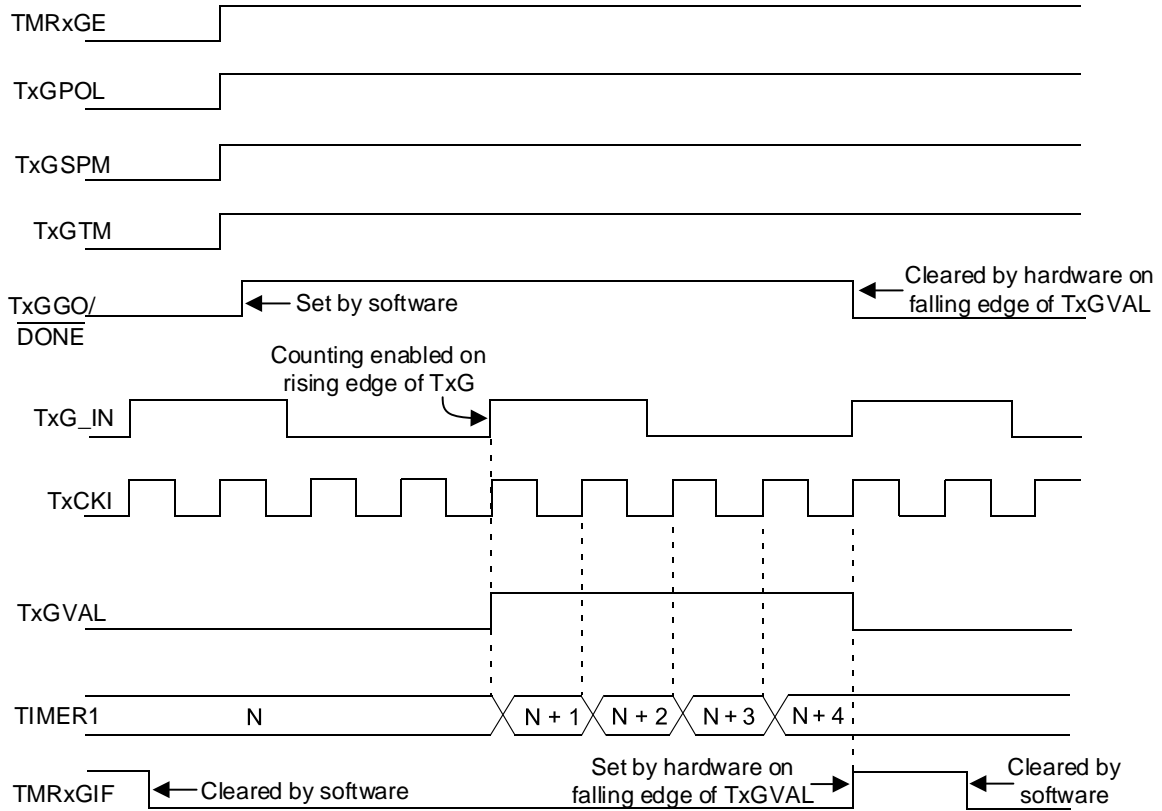 TMRxGE
TxGPOL
TxGSPM
TxGTM
TxGGO/
DONE
Set by software
Cleared by hardware on
falling edge of TxGVAL
Counting enabled on
rising edge of TxG
TxG_IN
TxCKI
TxGVAL
TIMER1
N
N + 1
N + 2
N + 3
N + 4
TMRxGIF
Cleared by software
Set by hardware on
falling edge of TxGVAL
Cleared by
software